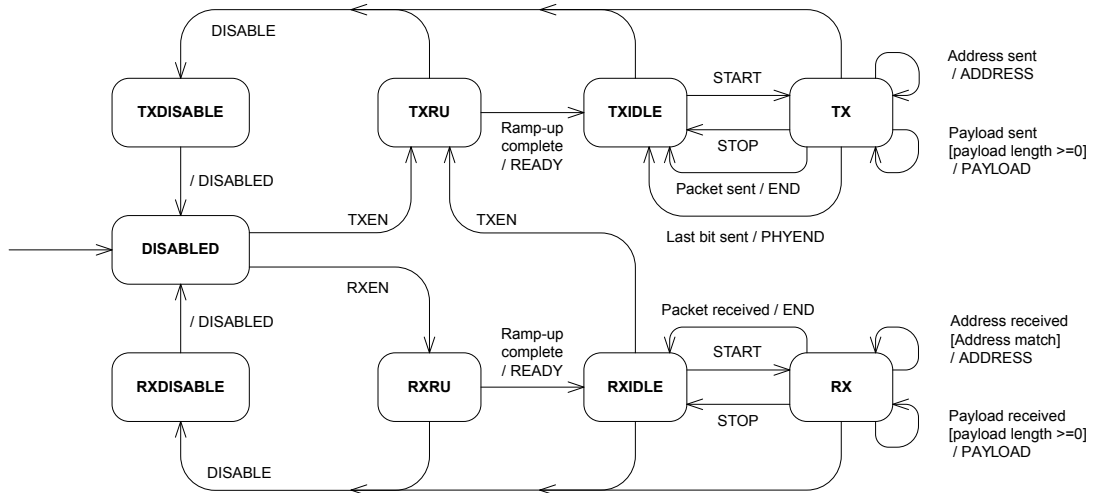 DISABLE
START
Address sent
/ ADDRESS
TXDISABLE
TXRU
TXIDLE
TX
Ramp-up
complete
/ READY
STOP
Payload sent
[payload length >=0]
/ PAYLOAD
/ DISABLED
Packet sent / END
TXEN
TXEN
Last bit sent / PHYEND
DISABLED
RXEN
/ DISABLED
Packet received / END
Ramp-up
complete
/ READY
START
Address received
[Address match]
/ ADDRESS
RXDISABLE
RXRU
RXIDLE
RX
STOP
Payload received
[payload length >=0]
/ PAYLOAD
DISABLE